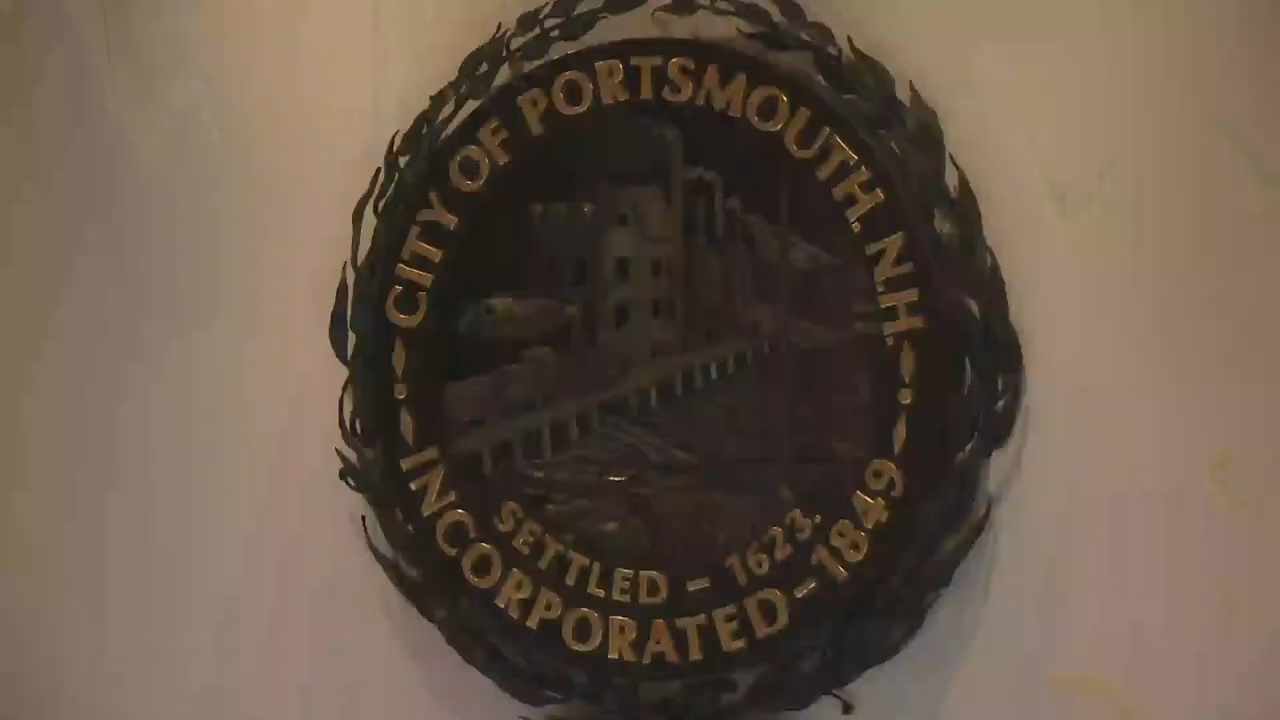 CITY OF PORTSMOUTH. N.H.
SETTLED - 1623.
INCORPORATED - 1849